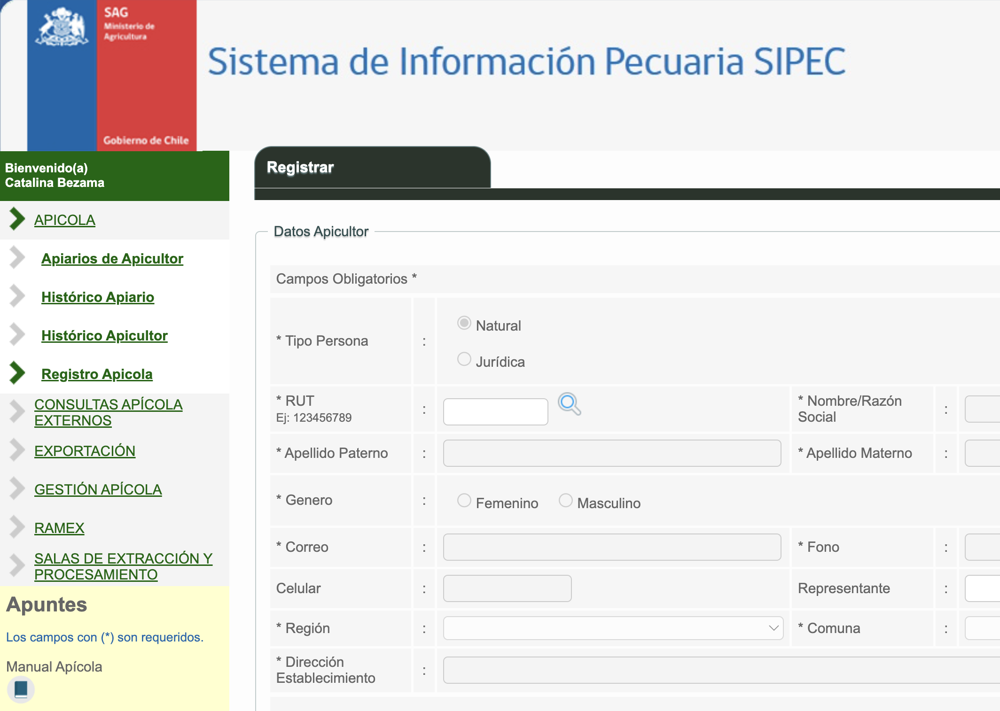 SAG
Ministerio de
Agricultura
Gobierno de Chile
Sistema de Información Pecuaria SIPEC
Bienvenido(a)
Catalina Bezama
APICOLA
Apiarios de Apicultor
Histórico Apiario
Histórico Apicultor
Registro Apicola
CONSULTAS APÍCOLA
EXTERNOS
EXPORTACIÓN
GESTIÓN APÍCOLA
RAMEX
SALAS DE EXTRACCIÓN Y
PROCESAMIENTO
Apuntes
Los campos con (*) son requeridos.
Manual Apícola
Registrar
Datos Apicultor
Campos Obligatorios *
* Tipo Persona :
Natural
Jurídica
* RUT
Ej: 123456789 :
* Nombre/Razón
Social :
* Apellido Paterno :
* Apellido Materno :
* Genero : Femenino Masculino
* Correo :
* Fono :
Celular :
Representante :
* Región :
* Comuna :
* Dirección
Establecimiento :